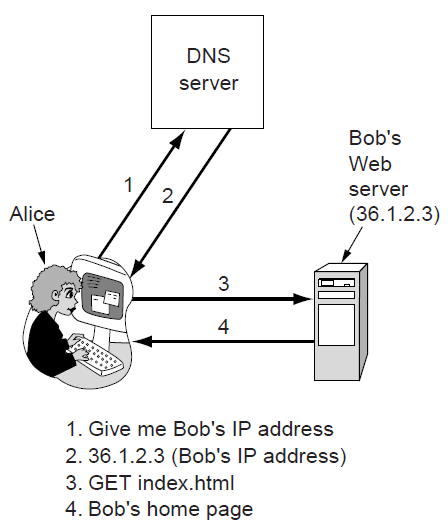 DNS
server
Bob's
Web
server
(36.1.2.3)
Alice
1
2
3
4
1. Give me Bob's IP address
2. 36.1.2.3 (Bob's IP address)
3. GET index.html
4. Bob's home page